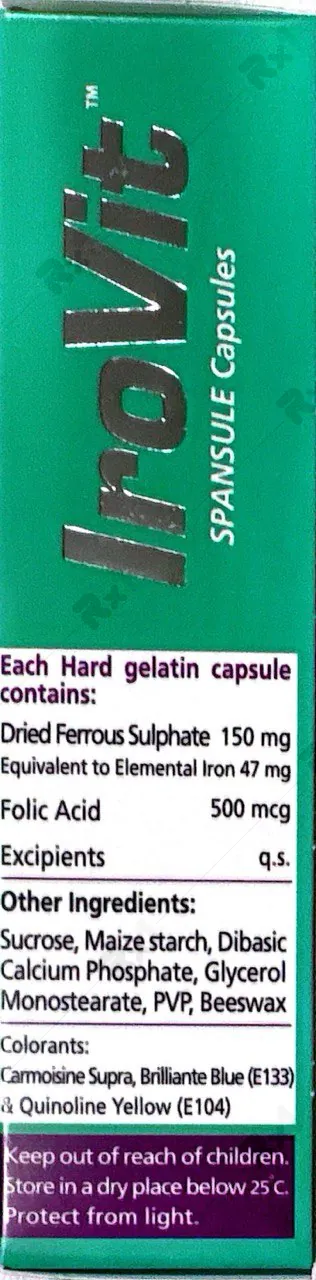 IroVit™
SPANSULE Capsules
Each Hard gelatin capsule
contains:
Dried Ferrous Sulphate 150 mg
Equivalent to Elemental Iron 47 mg
Folic Acid 500 mcg
Excipients q.s.
Other Ingredients:
Sucrose, Maize starch, Dibasic
Calcium Phosphate, Glycerol
Monostearate, PVP, Beeswax
Colorants:
Carmoisine Supra, Brilliante Blue (E133)
& Quinoline Yellow (E104)
Keep out of reach of children.
Store in a dry place below 25°C.
Protect from light.